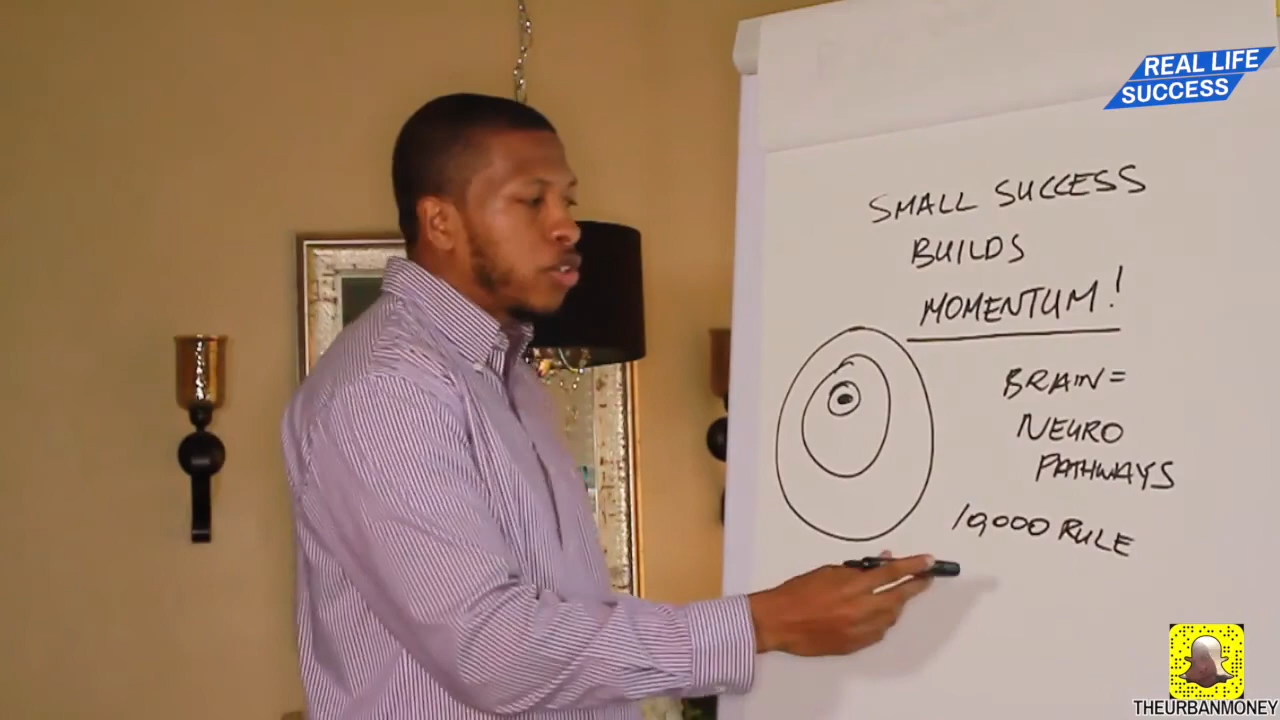 REAL LIFE
SUCCESS
SMALL SUCCESS
BUILDS
MOMENTUM!
BRAIN =
NEURO
PATHWAYS
10,000 RULE
THEURBANMONEY